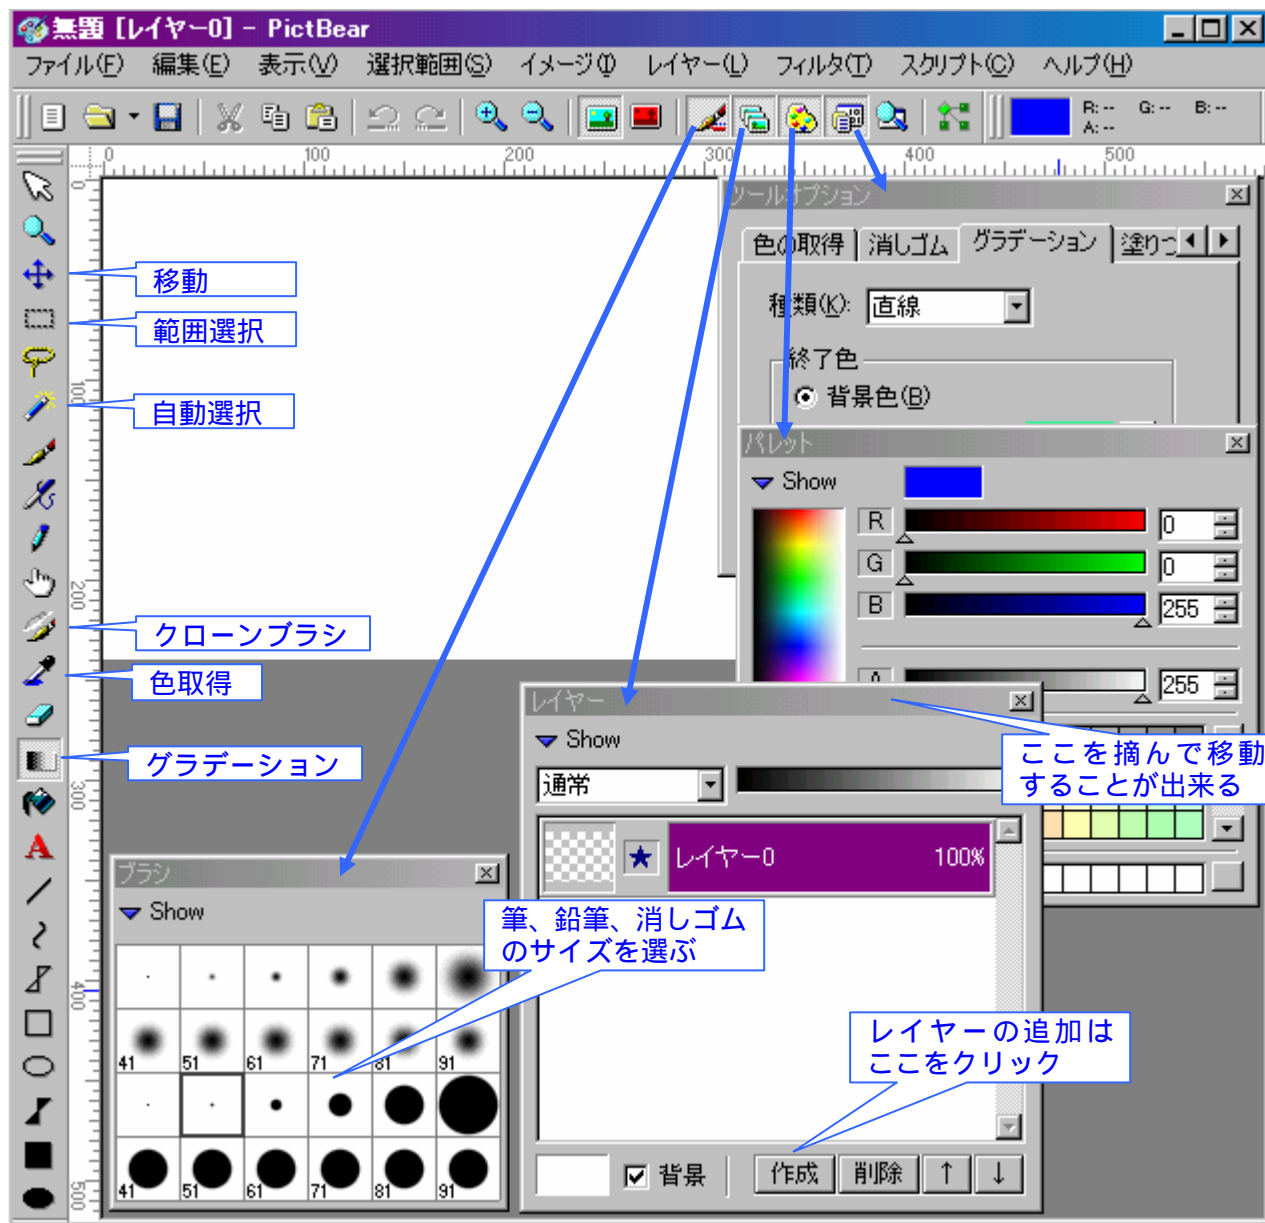 無題 [レイヤー0] - PictBear
ファイル(F) 編集(E) 表示(V) 選択範囲(S) イメージ(I) レイヤー(L) フィルタ(T) スクリプト(C) ヘルプ(H)
R: -- G: -- B: --
A: --
0 100 200 300 400 500
0
100
200
300
400
500
ツールオプション
色の取得 消しゴム グラデーション 塗りつ
種類(K): 直線
終了色
背景色(B)
移動
範囲選択
自動選択
クローンブラシ
色取得
グラデーション
パレット
Show
R 0
G 0
B 255
A 255
ここを摘んで移動
することが出来る
レイヤー
Show
通常
レイヤー0 100%
レイヤーの追加は
ここをクリック
背景 作成 削除 ↑ ↓
ブラシ
Show
筆、鉛筆、消しゴム
のサイズを選ぶ
41 51 61 71 81 91
41 51 61 71 81 91